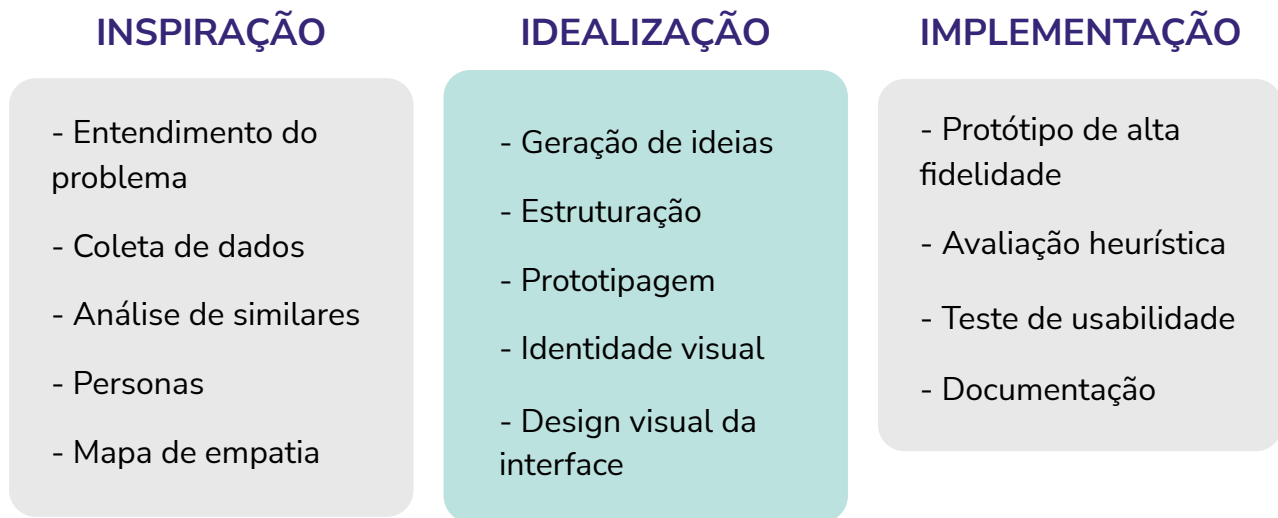 INSPIRAÇÃO
- Entendimento do
problema
- Coleta de dados
- Análise de similares
- Personas
- Mapa de empatia
IDEALIZAÇÃO
- Geração de ideias
- Estruturação
- Prototipagem
- Identidade visual
- Design visual da
interface
IMPLEMENTAÇÃO
- Protótipo de alta
fidelidade
- Avaliação heurística
- Teste de usabilidade
- Documentação